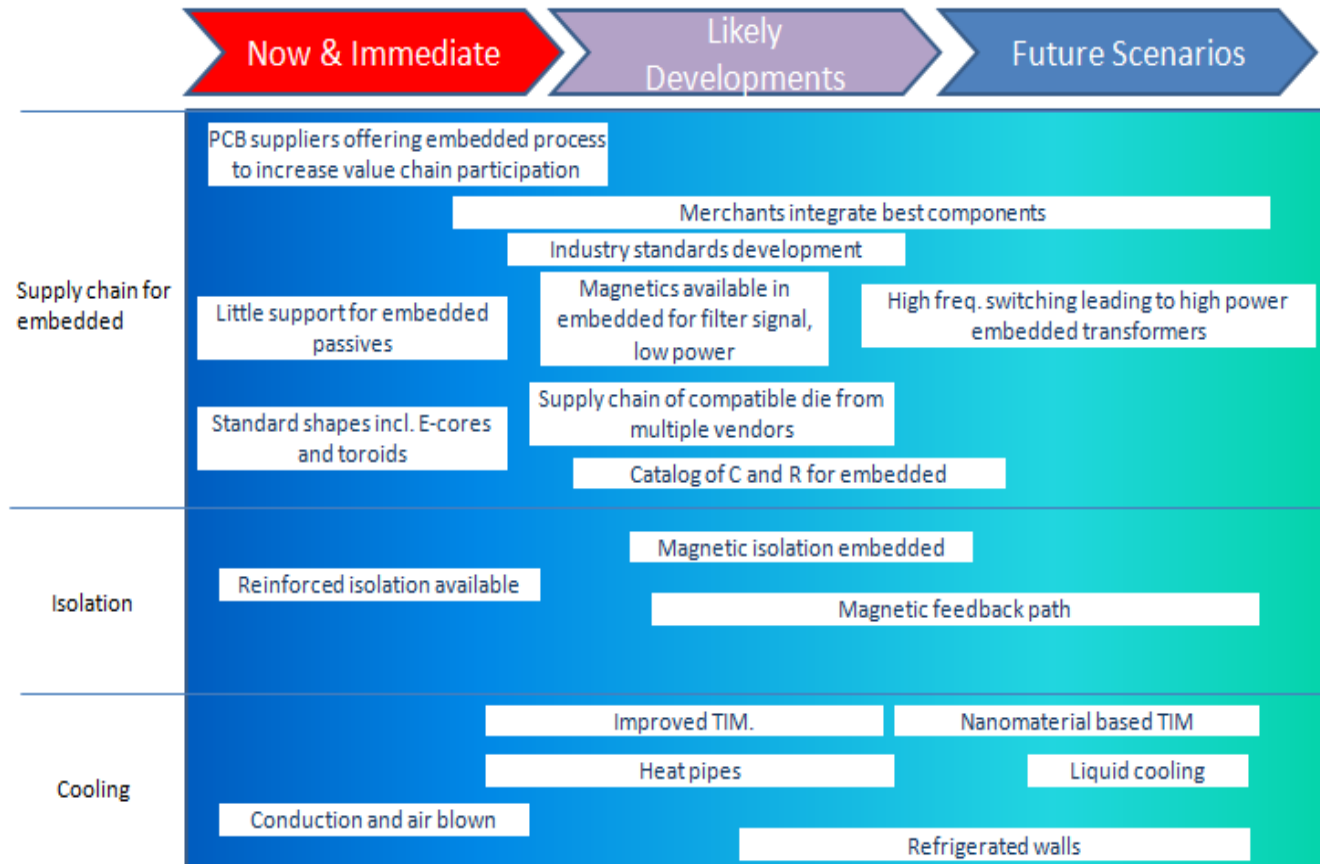 Now & Immediate
Likely
Developments
Future Scenarios
PCB suppliers offering embedded process
to increase value chain participation
Merchants integrate best components
Industry standards development
Supply chain for
embedded
Little support for embedded
passives
Magnetics available in
embedded for filter signal,
low power
High freq. switching leading to high power
embedded transformers
Standard shapes incl. E-cores
and toroids
Supply chain of compatible die from
multiple vendors
Catalog of C and R for embedded
Isolation
Magnetic isolation embedded
Reinforced isolation available
Magnetic feedback path
Cooling
Improved TIM.
Nanomaterial based TIM
Heat pipes
Liquid cooling
Conduction and air blown
Refrigerated walls